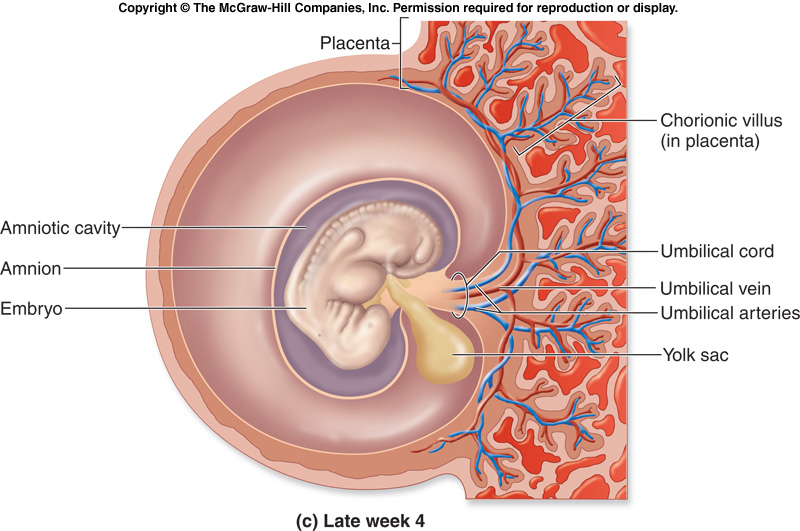 Copyright © The McGraw-Hill Companies, Inc. Permission required for reproduction or display.
Placenta
Chorionic villus
(in placenta)
Amniotic cavity
Umbilical cord
Amnion
Umbilical vein
Embryo
Umbilical arteries
Yolk sac
(c) Late week 4